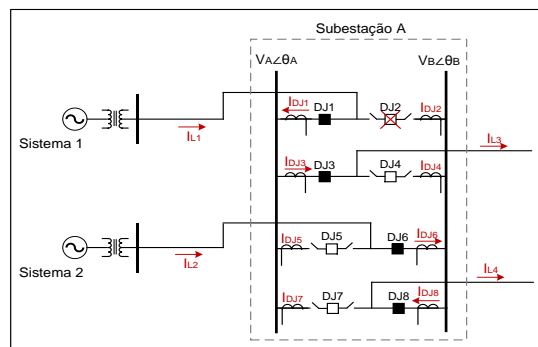 Subestação A
VA∠θA VB∠θB
IDJ1 DJ1 DJ2 IDJ2
Sistema 1
IL1
IL3
IDJ3 DJ3 DJ4 IDJ4
IDJ5 DJ5 DJ6 IDJ6
Sistema 2
IL2
IL4
IDJ7 DJ7 DJ8 IDJ8